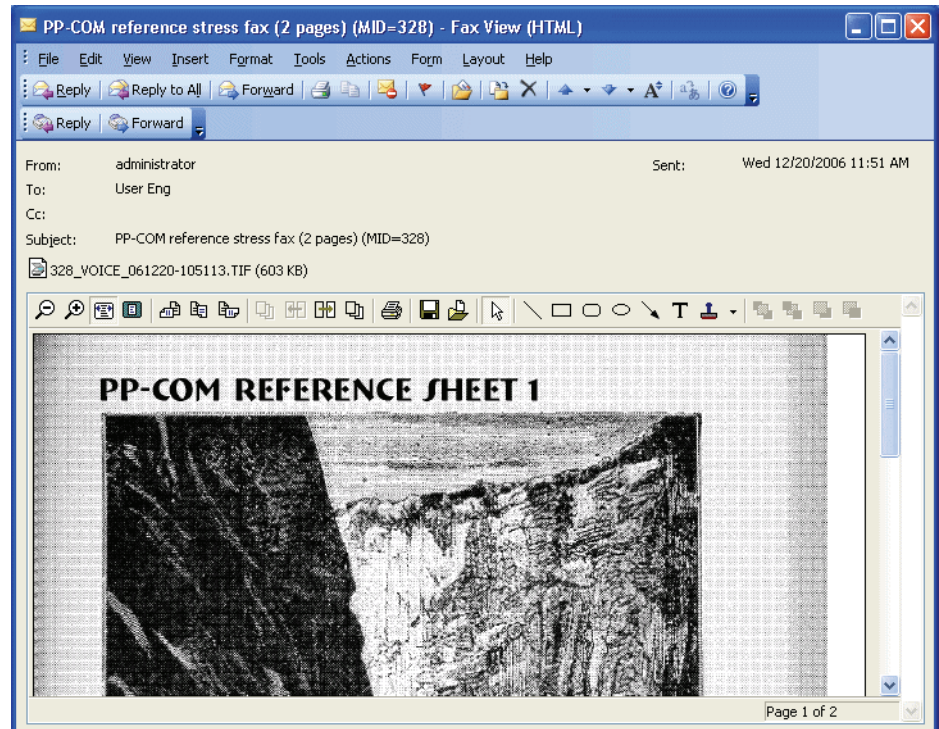 PP-COM reference stress fax (2 pages) (MID=328) - Fax View (HTML)
File Edit View Insert Format Tools Actions Form Layout Help
Reply Reply to All Forward
Reply Forward
From: administrator Sent: Wed 12/20/2006 11:51 AM
To: User Eng
Cc:
Subject: PP-COM reference stress fax (2 pages) (MID=328)
328_VOICE_061220-105113.TIF (603 KB)
PP-COM REFERENCE SHEET 1
Page 1 of 2